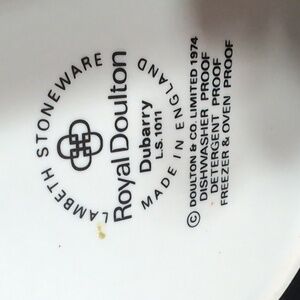 LAMBETH STONEWARE
Royal Doulton
Dubarry
L.S. 1011
MADE IN ENGLAND
© DOULTON & CO. LIMITED 1974
DISHWASHER PROOF
DETERGENT PROOF
FREEZER & OVEN PROOF